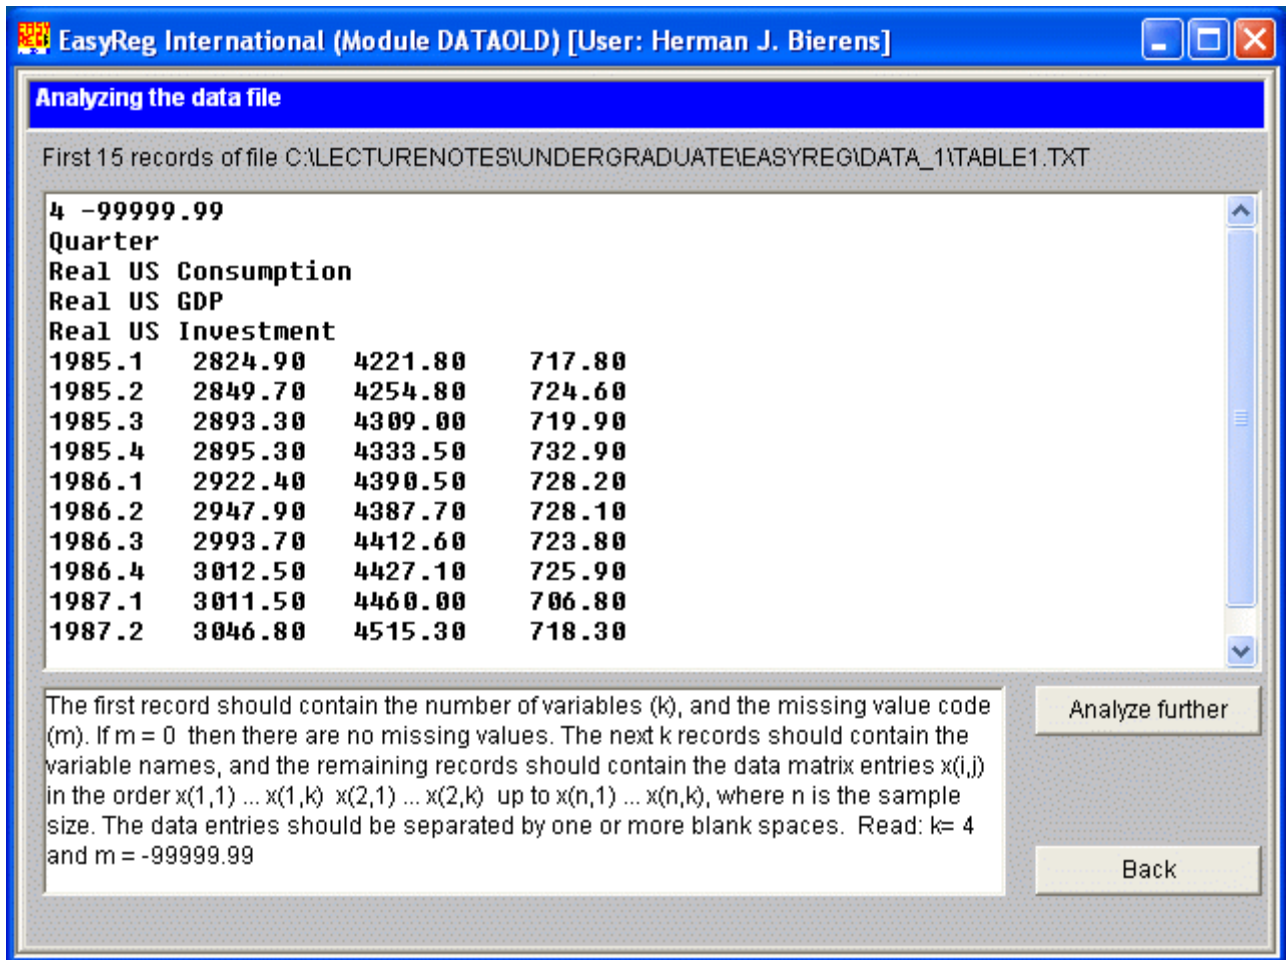 EasyReg International (Module DATAOLD) [User: Herman J. Bierens]
Analyzing the data file
First 15 records of file C:\LECTURENOTES\UNDERGRADUATE\EASYREG\DATA_1\TABLE1.TXT
4 -99999.99
Quarter
Real US Consumption
Real US GDP
Real US Investment
1985.1 2824.90 4221.80 717.80
1985.2 2849.70 4254.80 724.60
1985.3 2893.30 4309.00 719.90
1985.4 2895.30 4333.50 732.90
1986.1 2922.40 4390.50 728.20
1986.2 2947.90 4387.70 728.10
1986.3 2993.70 4412.60 723.80
1986.4 3012.50 4427.10 725.90
1987.1 3011.50 4460.00 706.80
1987.2 3046.80 4515.30 718.30
The first record should contain the number of variables (k), and the missing value code
(m). If m = 0 then there are no missing values. The next k records should contain the
variable names, and the remaining records should contain the data matrix entries x(i,j)
in the order x(1,1) ... x(1,k) x(2,1) ... x(2,k) up to x(n,1) ... x(n,k), where n is the sample
size. The data entries should be separated by one or more blank spaces. Read: k= 4
and m = -99999.99
Analyze further
Back